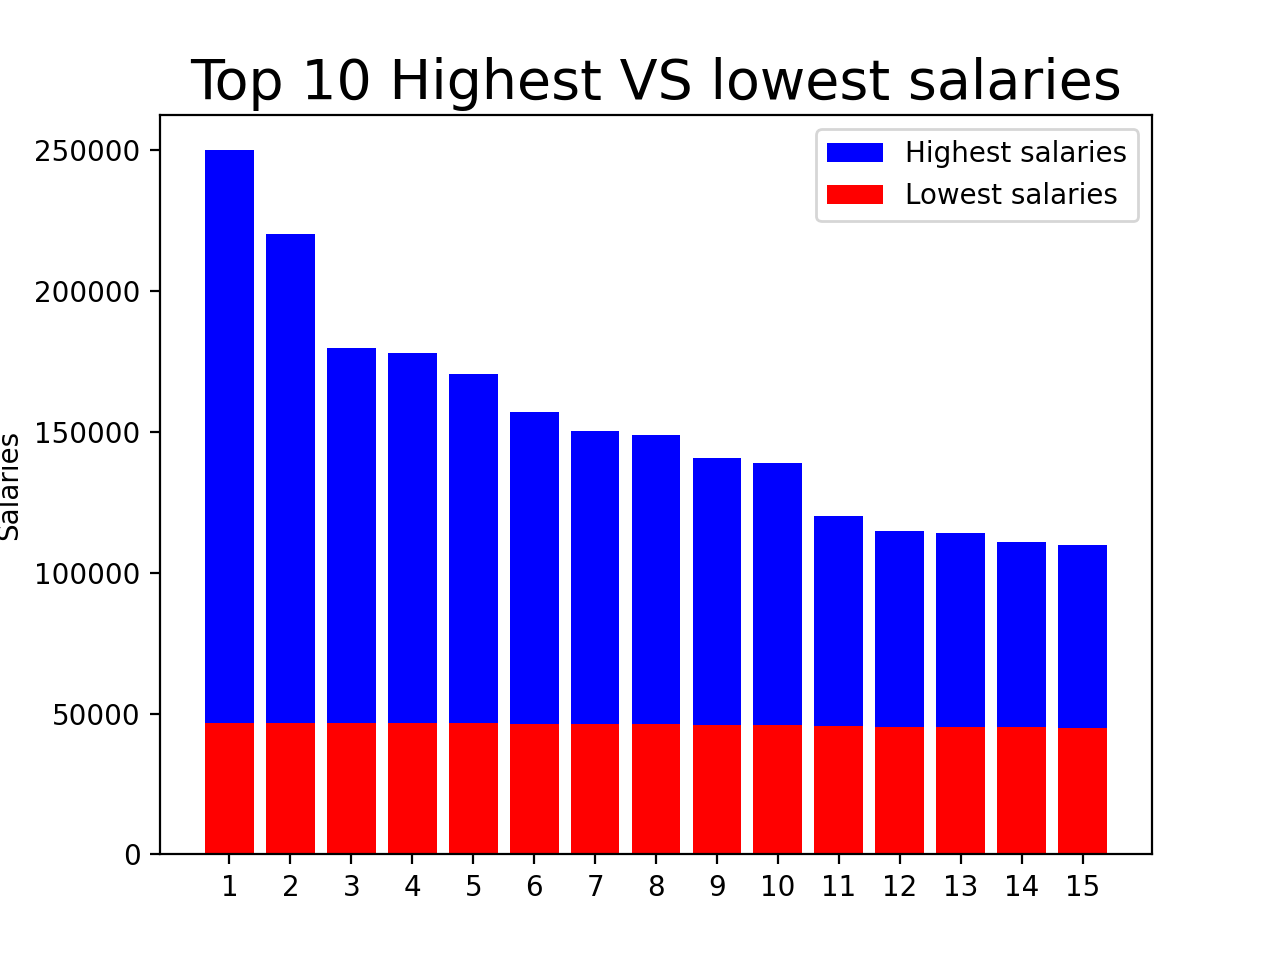 Top 10 Highest VS lowest salaries
Highest salaries
Lowest salaries
Salaries
250000
200000
150000
100000
50000
0
1 2 3 4 5 6 7 8 9 10 11 12 13 14 15